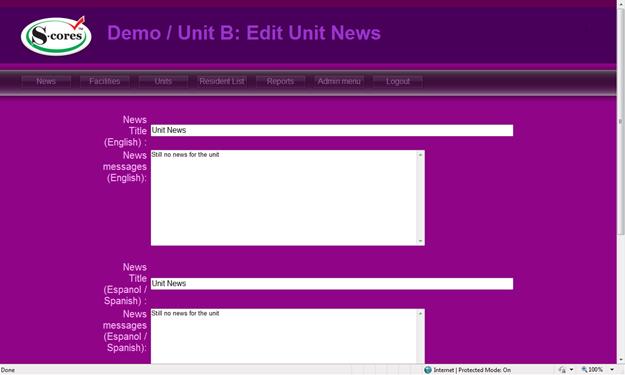 S-cores
Demo / Unit B: Edit Unit News
News Facilities Units Resident List Reports Admin menu Logout
News
Title
(English) :
Unit News
News
messages
(English):
Still no news for the unit
News
Title
(Espanol /
Spanish) :
Unit News
News
messages
(Espanol /
Spanish):
Still no news for the unit
Done
Internet | Protected Mode: On
100%